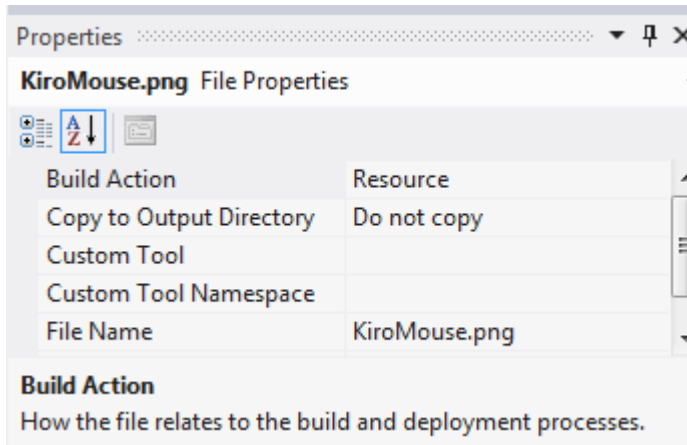 Properties
KiroMouse.png File Properties
A
Z
Build Action Resource
Copy to Output Directory Do not copy
Custom Tool
Custom Tool Namespace
File Name KiroMouse.png
Build Action
How the file relates to the build and deployment processes.